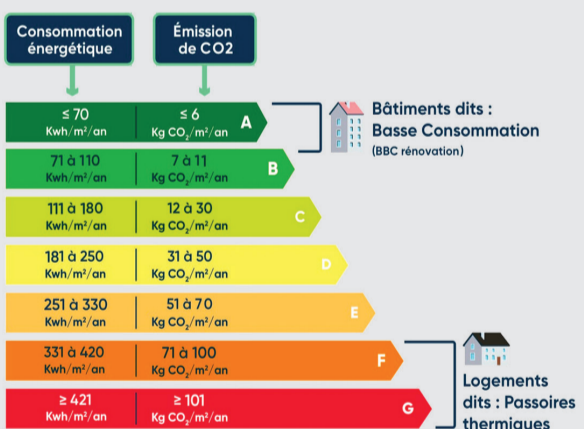 Consommation
énergétique
Émission
de CO2
≤ 70
Kwh/m²/an
≤ 6
Kg CO₂/m²/an
A
Bâtiments dits :
Basse Consommation
(BBC rénovation)
71 à 110
Kwh/m²/an
7 à 11
Kg CO₂/m²/an
B
111 à 180
Kwh/m²/an
12 à 30
Kg CO₂/m²/an
C
181 à 250
Kwh/m²/an
31 à 50
Kg CO₂/m²/an
D
251 à 330
Kwh/m²/an
51 à 70
Kg CO₂/m²/an
E
331 à 420
Kwh/m²/an
71 à 100
Kg CO₂/m²/an
F
≥ 421
Kwh/m²/an
≥ 101
Kg CO₂/m²/an
G
Logements
dits : Passoires
thermiques